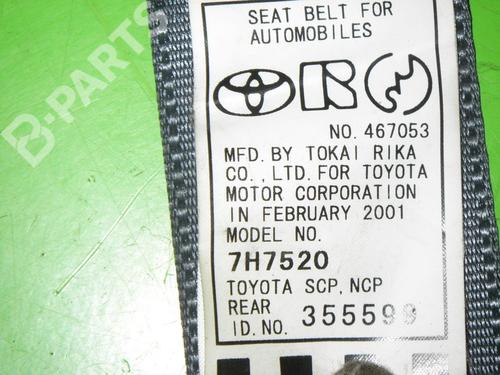 SEAT BELT FOR
AUTOMOBILES
B-PARTS
NO. 467053
MFD. BY TOKAI RIKA
CO., LTD. FOR TOYOTA
MOTOR CORPORATION
IN FEBRUARY 2001
MODEL NO.
7H7520
TOYOTA SCP, NCP
REAR
ID. NO. 355598